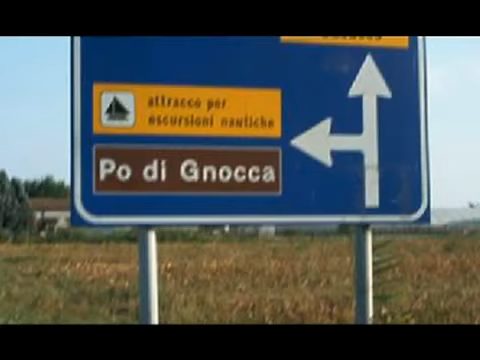 attracco per
escursioni nautiche
Po di Gnocca